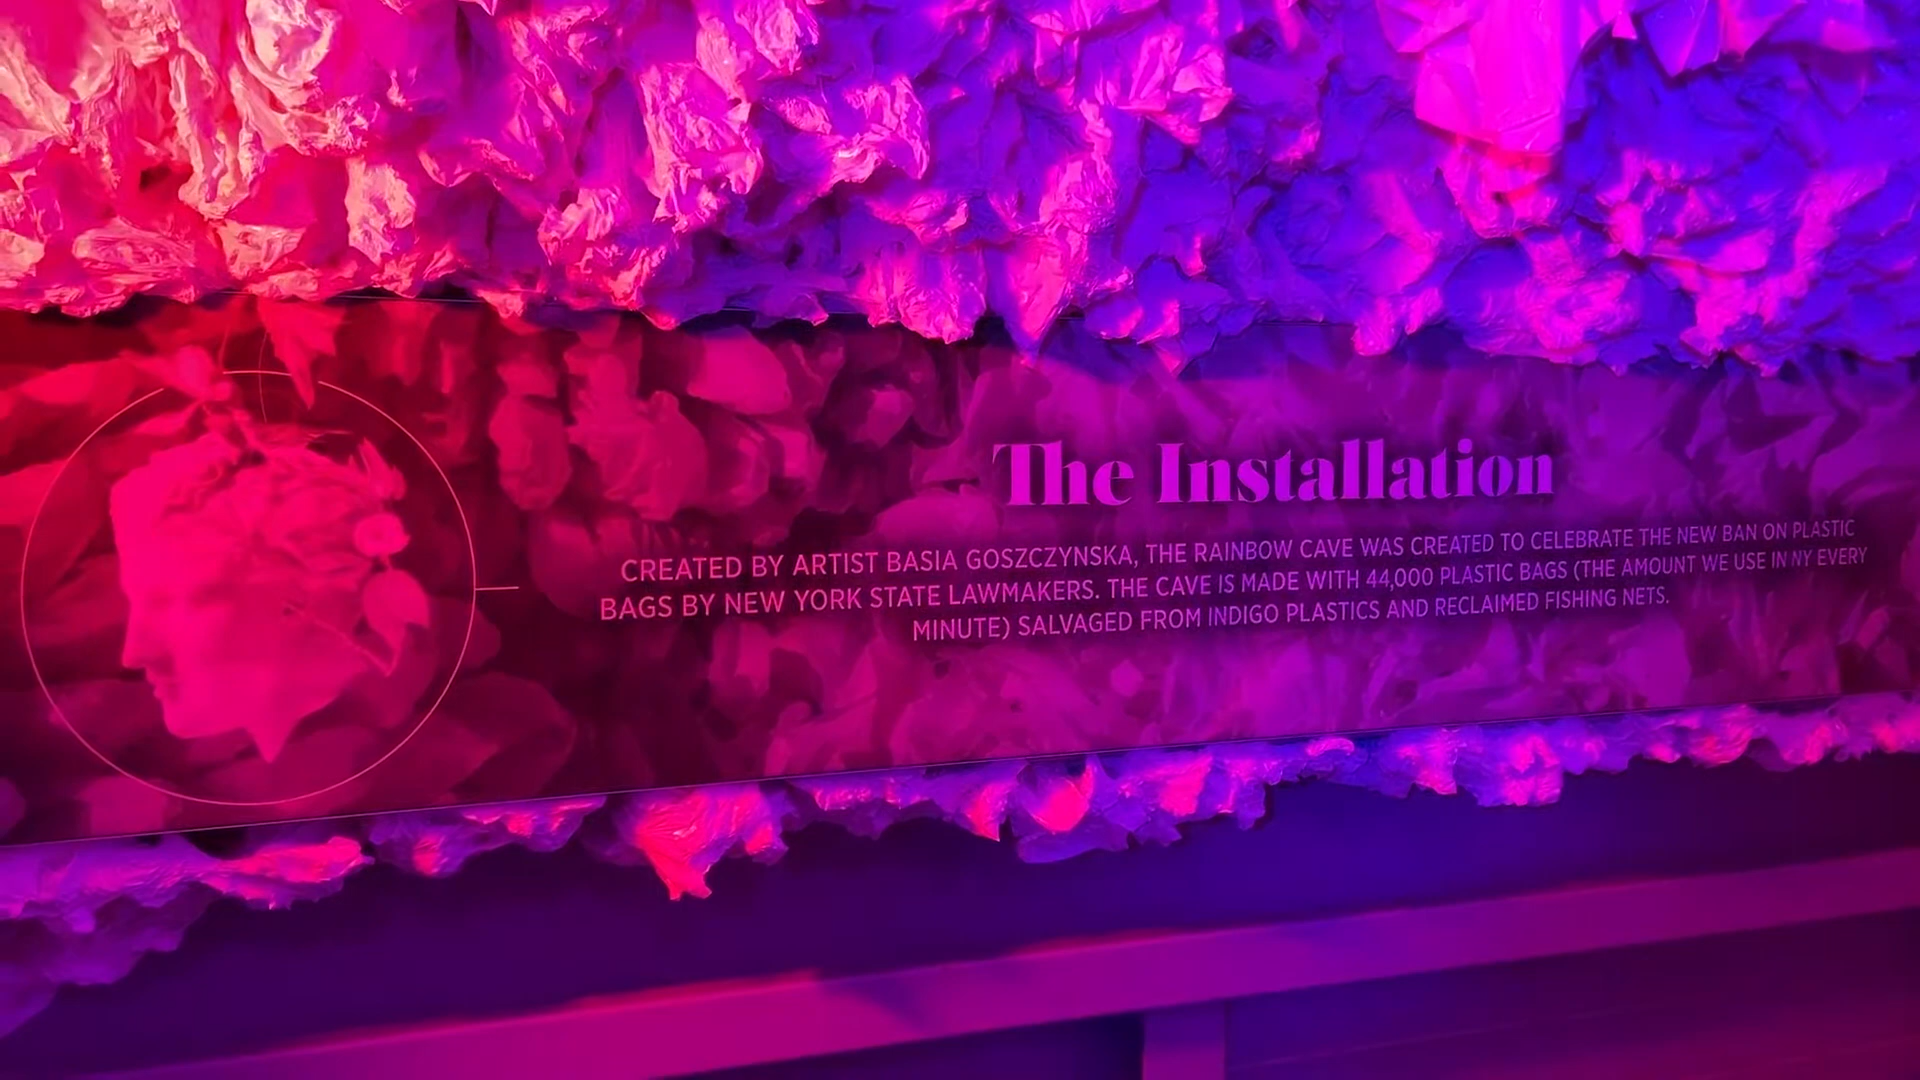 The Installation
CREATED BY ARTIST BASIA GOSZCZYNSKA, THE RAINBOW CAVE WAS CREATED TO CELEBRATE THE NEW BAN ON PLASTIC
BAGS BY NEW YORK STATE LAWMAKERS. THE CAVE IS MADE WITH 44,000 PLASTIC BAGS (THE AMOUNT WE USE IN NY EVERY
MINUTE) SALVAGED FROM INDIGO PLASTICS AND RECLAIMED FISHING NETS.